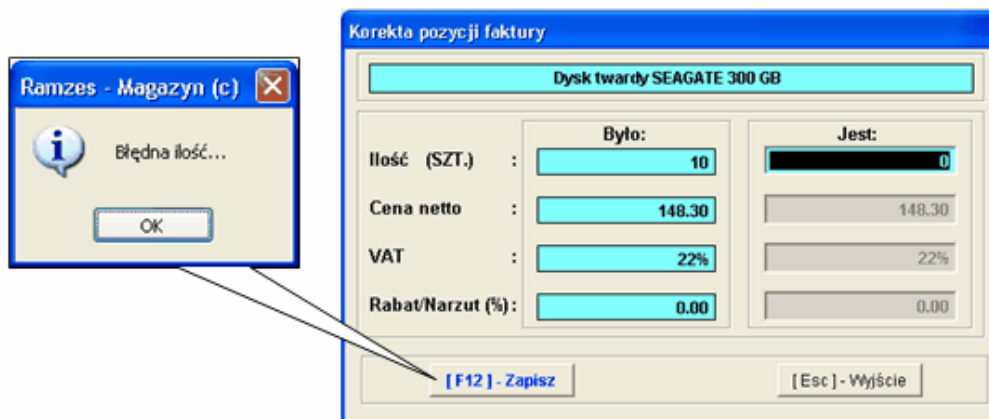 Korekta pozycji faktury
Ramzes - Magazyn (c)
Błędna ilość...
OK
Dysk twardy SEAGATE 300 GB
Było: Jest:
Ilość (SZT.) : 10 0
Cena netto : 148.30 148.30
VAT : 22% 22%
Rabat/Narzut (%) : 0.00 0.00
[ F12 ] - Zapisz [ Esc ] - Wyjście